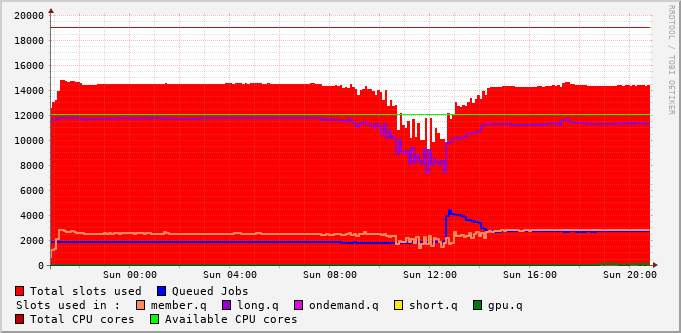 20000
18000
16000
14000
12000
10000
8000
6000
4000
2000
0
Sun 00:00 Sun 04:00 Sun 08:00 Sun 12:00 Sun 16:00 Sun 20:00
Total slots used Queued Jobs
Slots used in : member.q long.q ondemand.q short.q gpu.q
Total CPU cores Available CPU cores
RRDTOOL / TOBI OETIKER